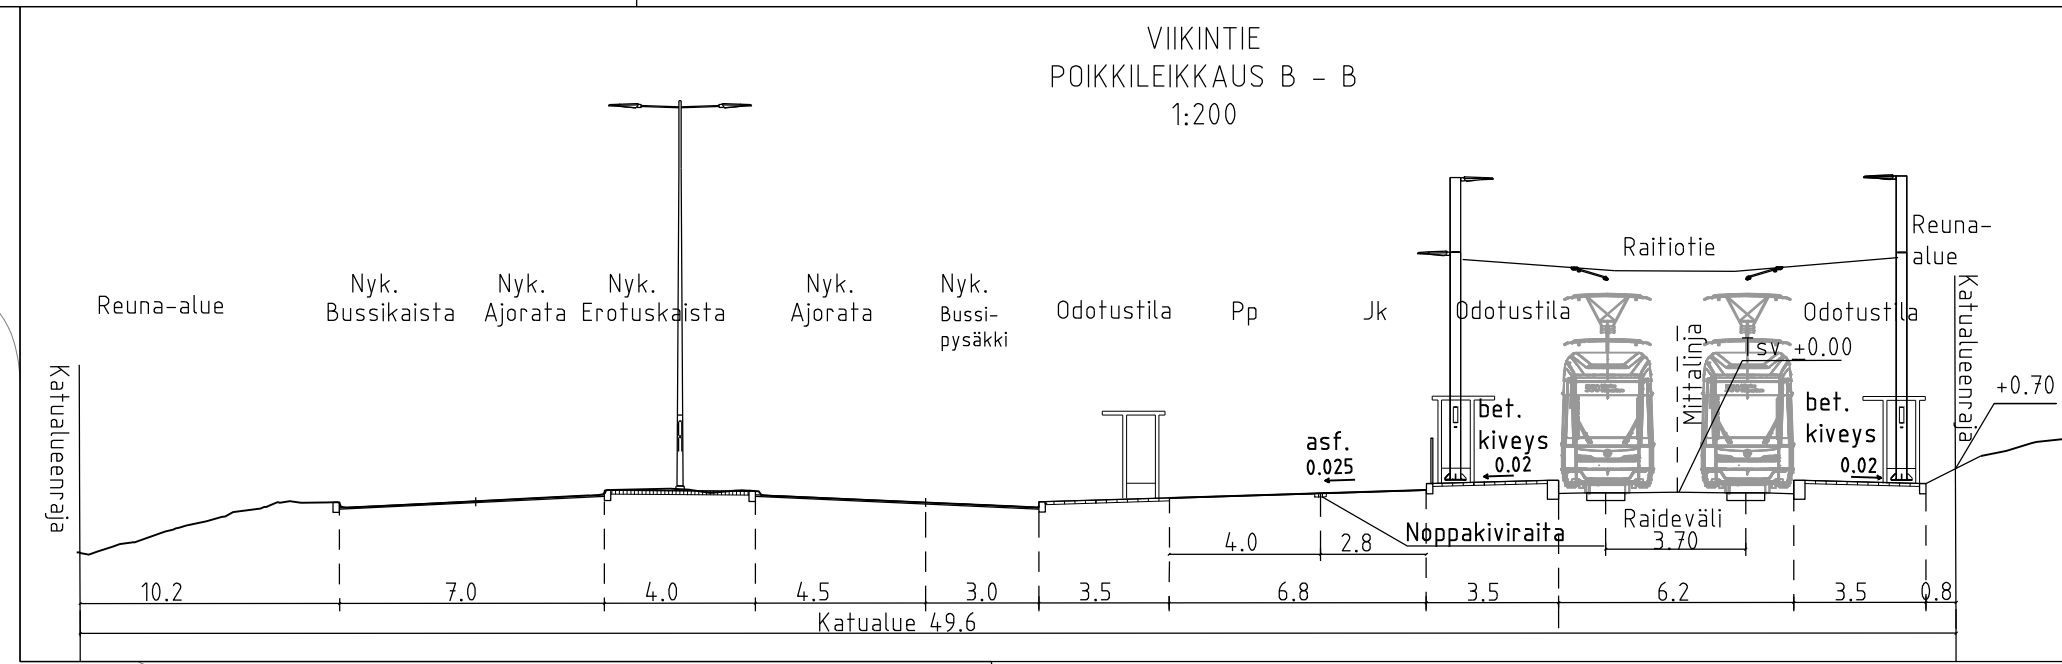 VIIKINTIE
POIKKILEIKKAUS B - B
1:200
Reuna-alue
Nyk.
Bussikaista
Nyk.
Ajorata
Nyk.
Erotuskaista
Nyk.
Ajorata
Nyk.
Bussi-
pysäkki
Odotustila
Pp
Jk
Odotustila
Raitiotie
Odotustila
Reuna-
alue
Katualueenraja
Katualueenraja
Mittalinja
Tsv +0.00
+0.70
asf.
0.025
bet.
kiveys
0.02
bet.
kiveys
0.02
Noppakiviraita
Raideväli
3.70
4.0
2.8
10.2
7.0
4.0
4.5
3.0
3.5
6.8
3.5
6.2
3.5
0.8
Katualue 49.6